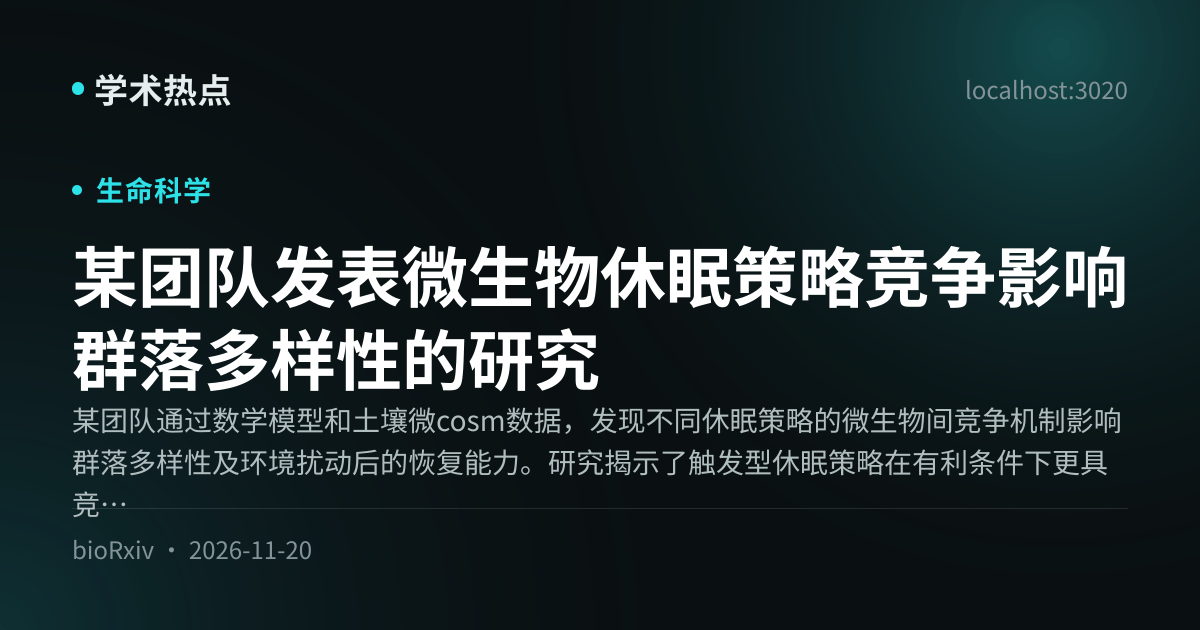 学术热点
localhost:3020
生命科学
某团队发表微生物休眠策略竞争影响
群落多样性的研究
某团队通过数学模型和土壤微cosm数据，发现不同休眠策略的微生物间竞争机制影响
群落多样性及环境扰动后的恢复能力。研究揭示了触发型休眠策略在有利条件下更具
竞…
bioRxiv • 2026-11-20